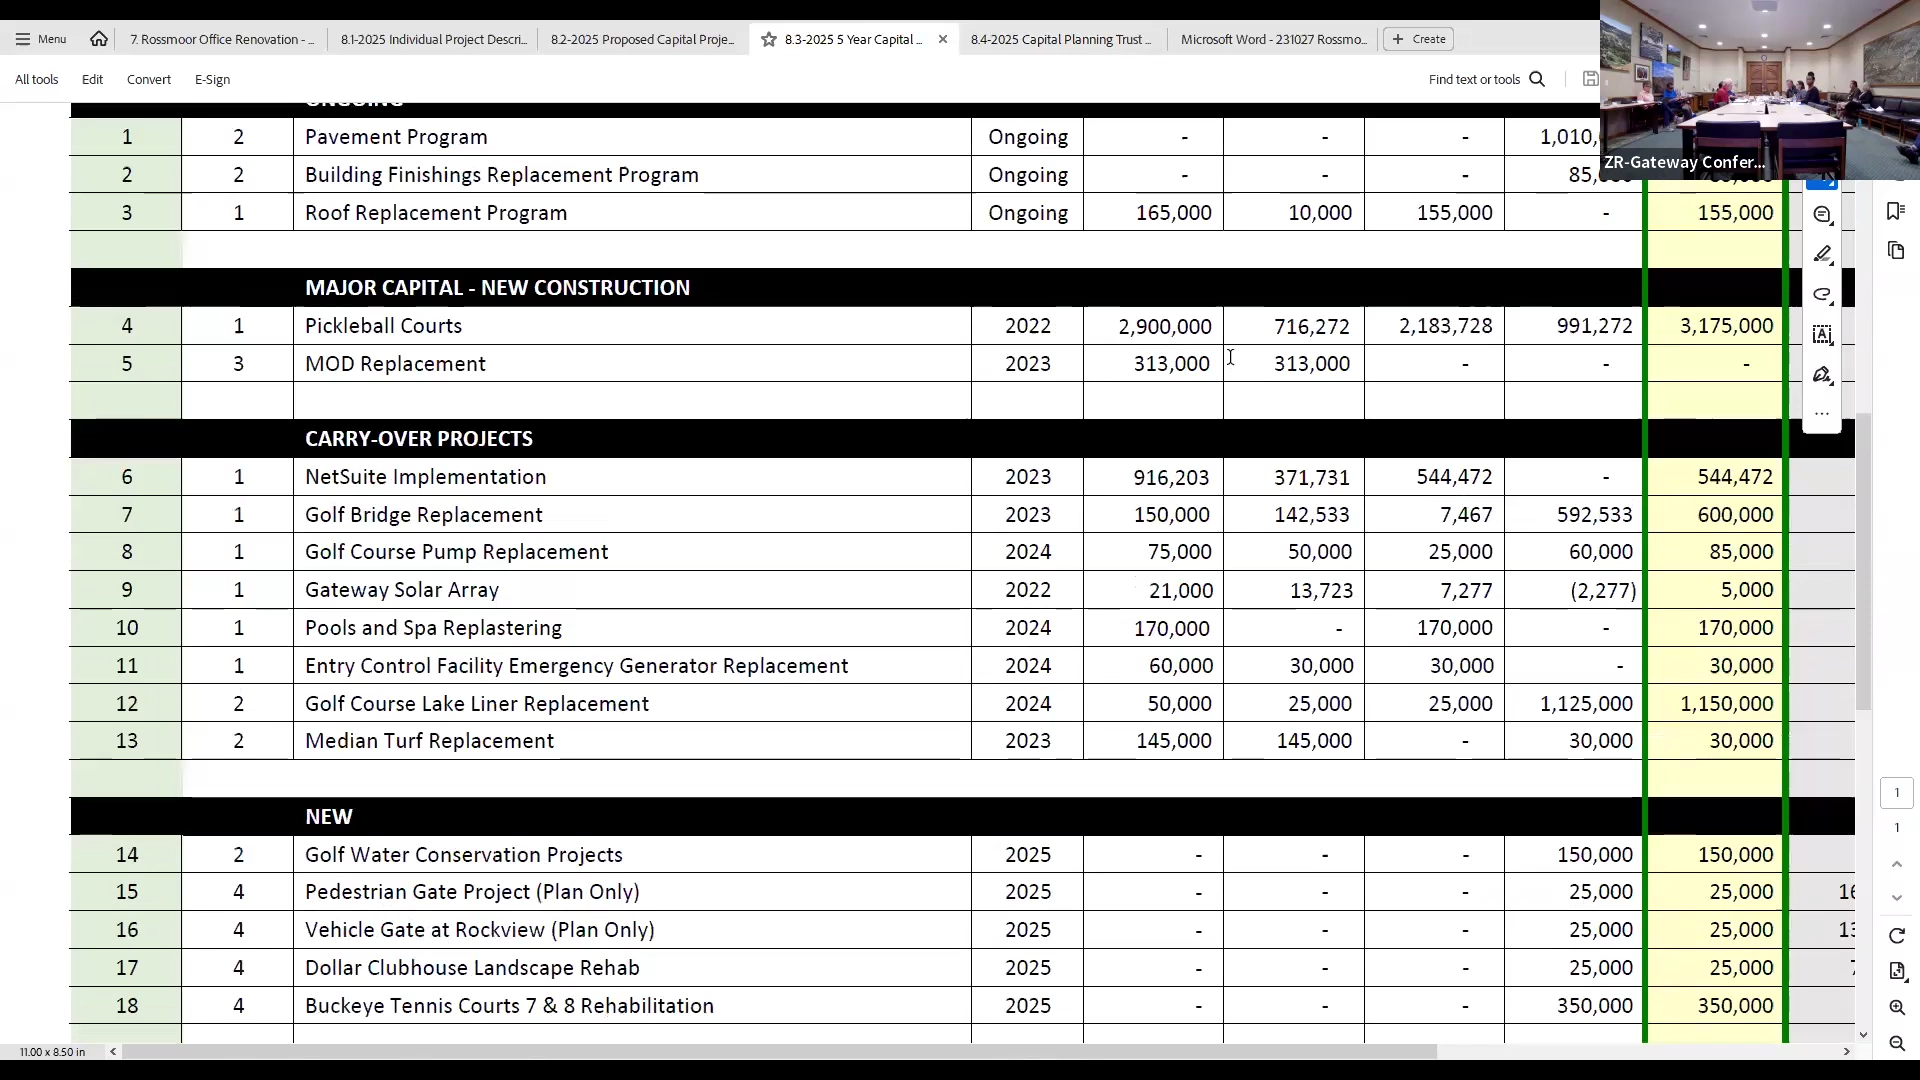 Menu 7. Rossmoor Office Renovation - ... 8.1-2025 Individual Project Descri... 8.2-2025 Proposed Capital Proje... 8.3-2025 5 Year Capital ... 8.4-2025 Capital Planning Trust ... Microsoft Word - 231027 Rossmo... + Create
All tools Edit Convert E-Sign Find text or tools
ZR-Gateway Confer...
ONGOING
1 2 Pavement Program Ongoing - - - 1,010,
2 2 Building Finishings Replacement Program Ongoing - - - 85,
3 1 Roof Replacement Program Ongoing 165,000 10,000 155,000 - 155,000
MAJOR CAPITAL - NEW CONSTRUCTION
4 1 Pickleball Courts 2022 2,900,000 716,272 2,183,728 991,272 3,175,000
5 3 MOD Replacement 2023 313,000 313,000 - - -
CARRY-OVER PROJECTS
6 1 NetSuite Implementation 2023 916,203 371,731 544,472 - 544,472
7 1 Golf Bridge Replacement 2023 150,000 142,533 7,467 592,533 600,000
8 1 Golf Course Pump Replacement 2024 75,000 50,000 25,000 60,000 85,000
9 1 Gateway Solar Array 2022 21,000 13,723 7,277 (2,277) 5,000
10 1 Pools and Spa Replastering 2024 170,000 - 170,000 - 170,000
11 1 Entry Control Facility Emergency Generator Replacement 2024 60,000 30,000 30,000 - 30,000
12 2 Golf Course Lake Liner Replacement 2024 50,000 25,000 25,000 1,125,000 1,150,000
13 2 Median Turf Replacement 2023 145,000 145,000 - 30,000 30,000
NEW
14 2 Golf Water Conservation Projects 2025 - - - 150,000 150,000
15 4 Pedestrian Gate Project (Plan Only) 2025 - - - 25,000 25,000 16
16 4 Vehicle Gate at Rockview (Plan Only) 2025 - - - 25,000 25,000 13
17 4 Dollar Clubhouse Landscape Rehab 2025 - - - 25,000 25,000 7
18 4 Buckeye Tennis Courts 7 & 8 Rehabilitation 2025 - - - 350,000 350,000
1
1
11.00 x 8.50 in